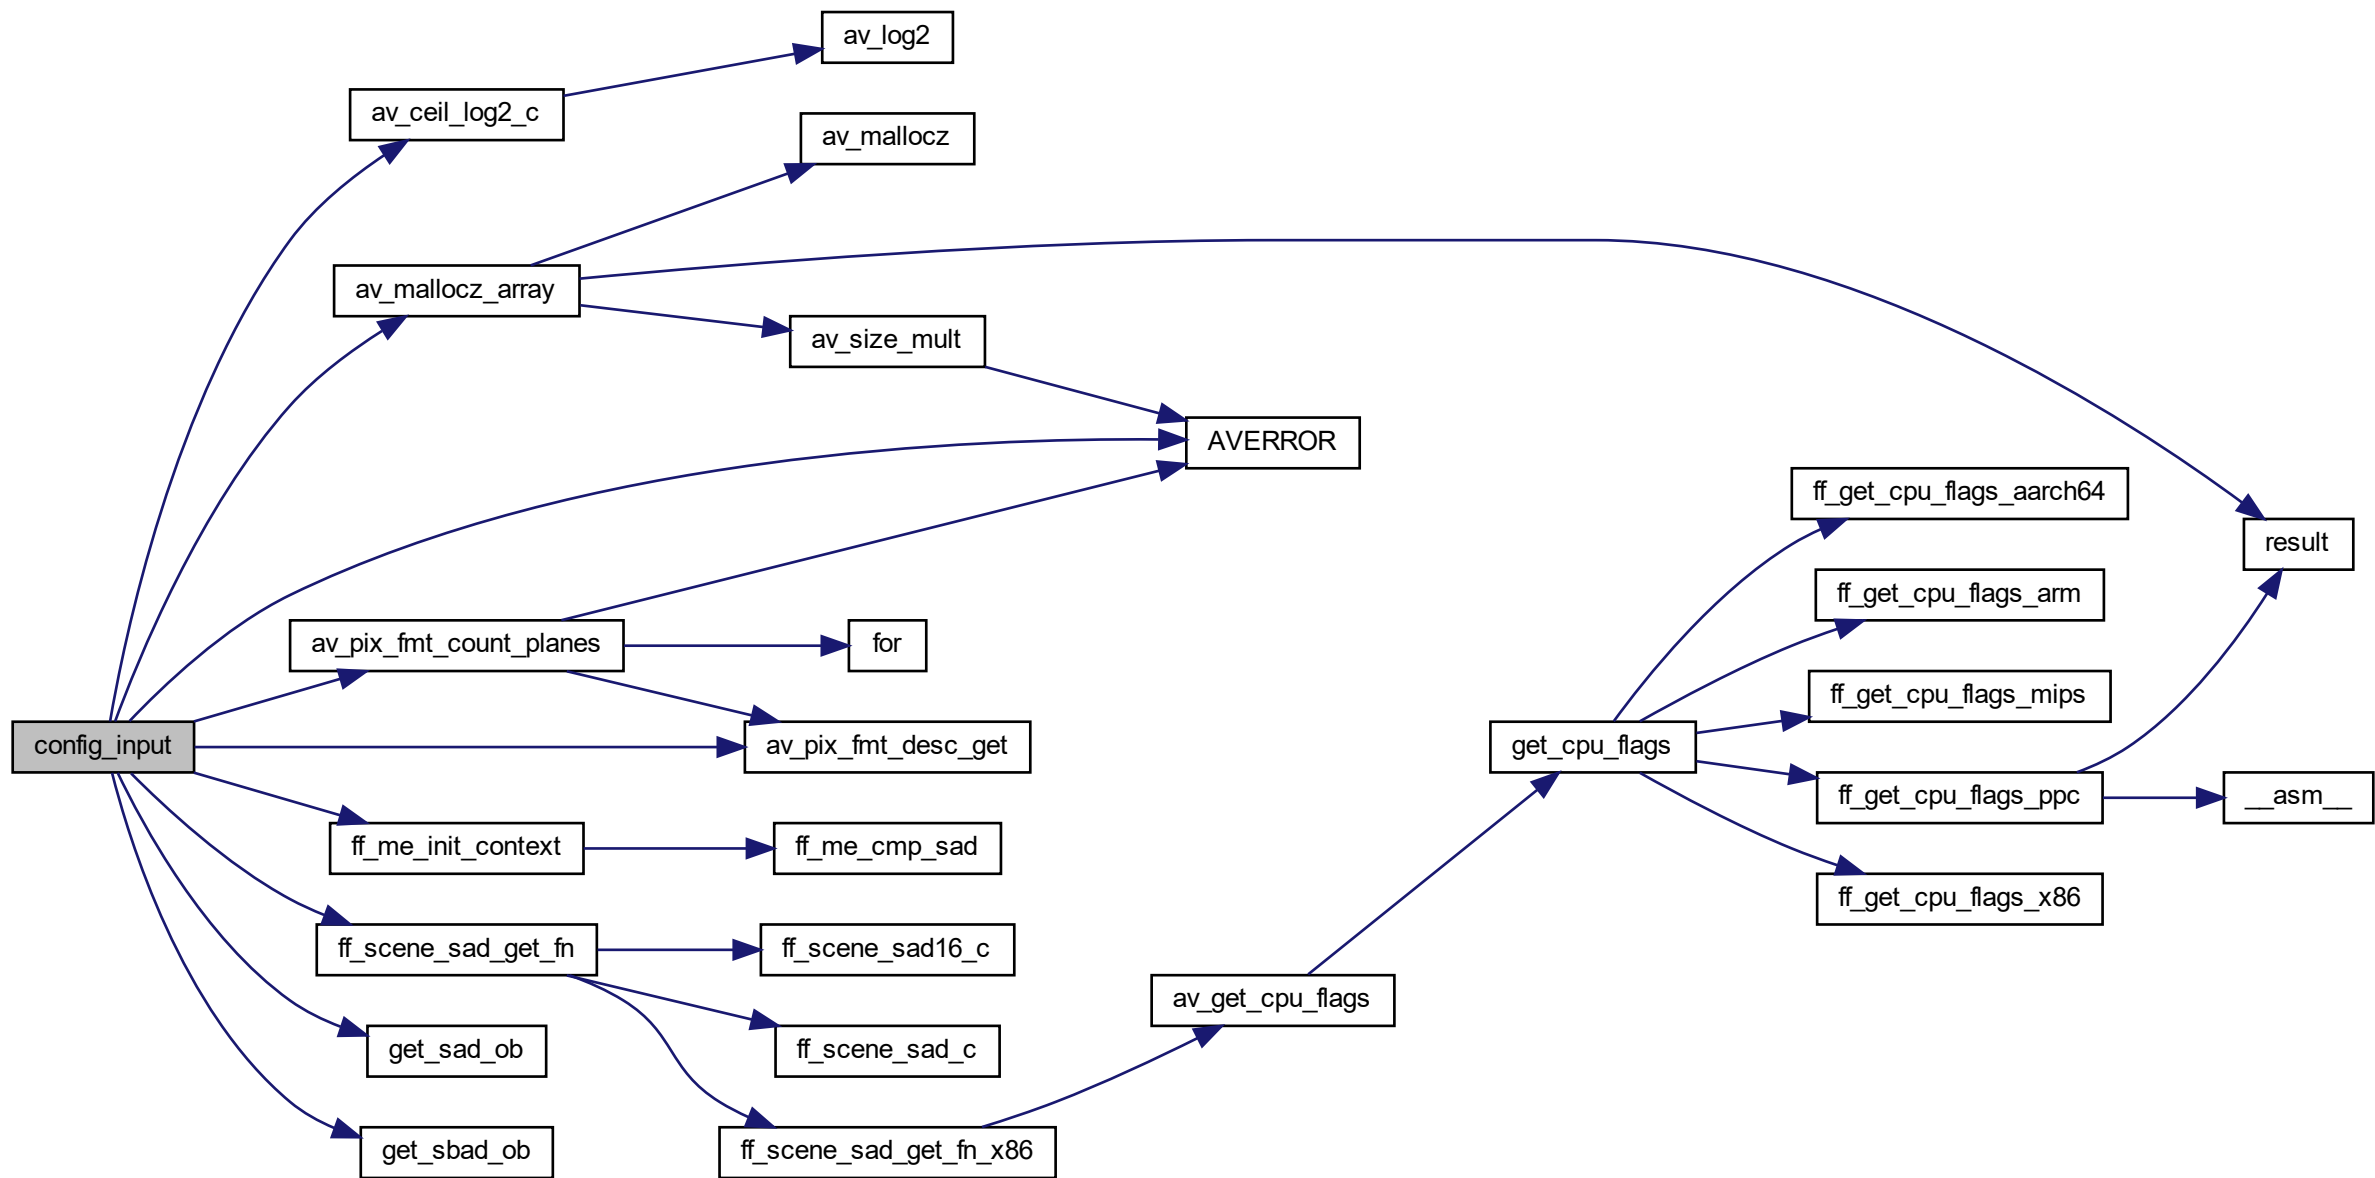 av_log2
av_ceil_log2_c
av_mallocz
av_mallocz_array
av_size_mult
AVERROR
ff_get_cpu_flags_aarch64
result
ff_get_cpu_flags_arm
av_pix_fmt_count_planes
for
ff_get_cpu_flags_mips
config_input
av_pix_fmt_desc_get
get_cpu_flags
ff_get_cpu_flags_ppc
__asm__
ff_me_init_context
ff_me_cmp_sad
ff_get_cpu_flags_x86
ff_scene_sad_get_fn
ff_scene_sad16_c
av_get_cpu_flags
get_sad_ob
ff_scene_sad_c
get_sbad_ob
ff_scene_sad_get_fn_x86